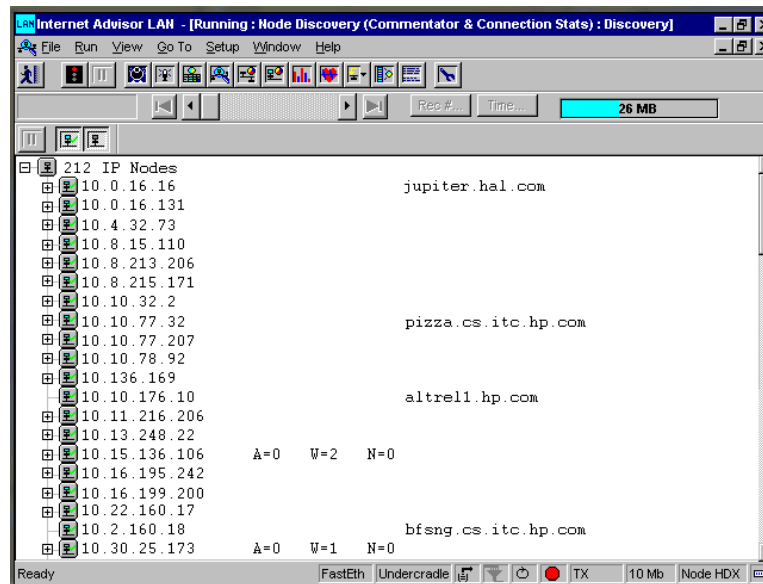 LAN Internet Advisor LAN - [Running : Node Discovery (Commentator & Connection Stats) : Discovery]
File Run View Go To Setup Window Help
Rec #... Time... 26 MB
212 IP Nodes
10.0.16.16 jupiter.hal.com
10.0.16.131
10.4.32.73
10.8.15.110
10.8.213.206
10.8.215.171
10.10.32.2
10.10.77.32 pizza.cs.itc.hp.com
10.10.77.207
10.10.78.92
10.136.169
10.10.176.10 altrel1.hp.com
10.11.216.206
10.13.248.22
10.15.136.106 A=0 W=2 N=0
10.16.195.242
10.16.199.200
10.22.160.17
10.2.160.18 bfsng.cs.itc.hp.com
10.30.25.173 A=0 W=1 N=0
Ready FastEth Undercradle TX 10 Mb Node HDX